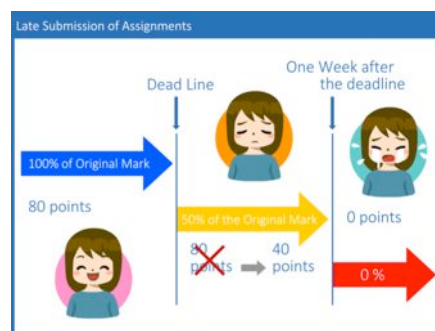 Late Submission of Assignments
One Week after
the deadline
Dead Line
100% of Original Mark
80 points
50% of the Original Mark
0 points
80
points
40
points
0 %